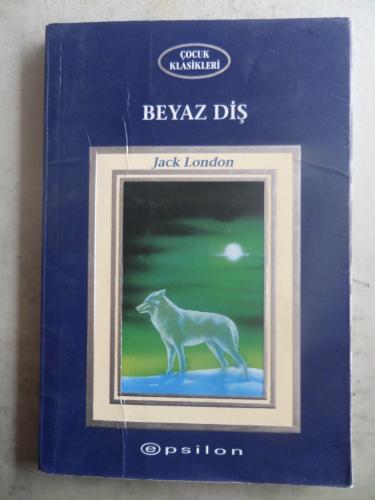 ÇOCUK
KLASİKLERİ
BEYAZ DİŞ
Jack London
epsilon